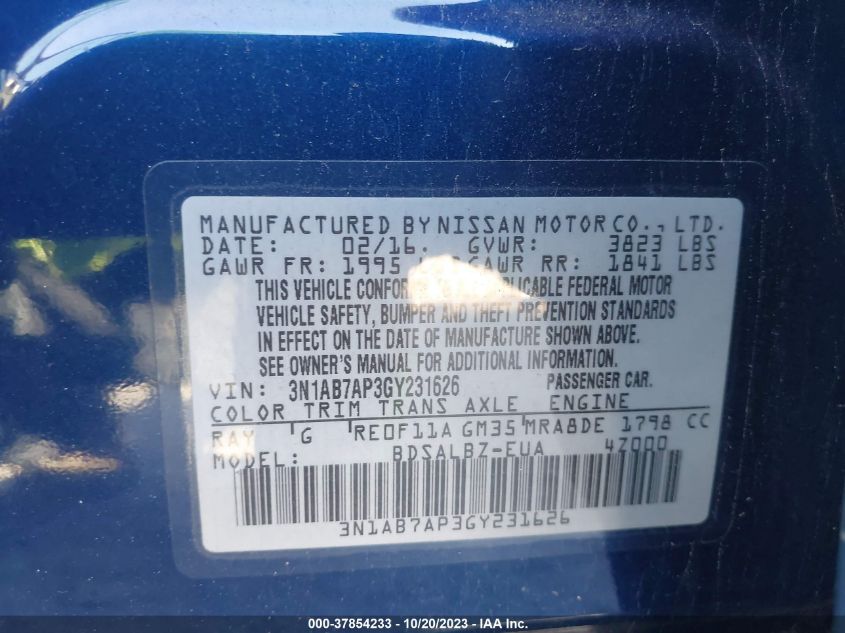 MANUFACTURED BY NISSAN MOTOR CO., LTD.
DATE: 02/16. GVWR: 3823 LBS
GAWR FR: 1995 GAWR RR: 1841 LBS
THIS VEHICLE CONFORMS TO ALL APPLICABLE FEDERAL MOTOR
VEHICLE SAFETY, BUMPER AND THEFT PREVENTION STANDARDS
IN EFFECT ON THE DATE OF MANUFACTURE SHOWN ABOVE.
SEE OWNER'S MANUAL FOR ADDITIONAL INFORMATION.
VIN: 3N1AB7AP3GY231626 PASSENGER CAR.
COLOR TRIM TRANS AXLE ENGINE
RAY G RE0F11A GM35 MRA8DE 1798 CC
MODEL: BDSALBZ-EUA 4Z000
3N1AB7AP3GY231626
000-37854233 - 10/20/2023 - IAA Inc.